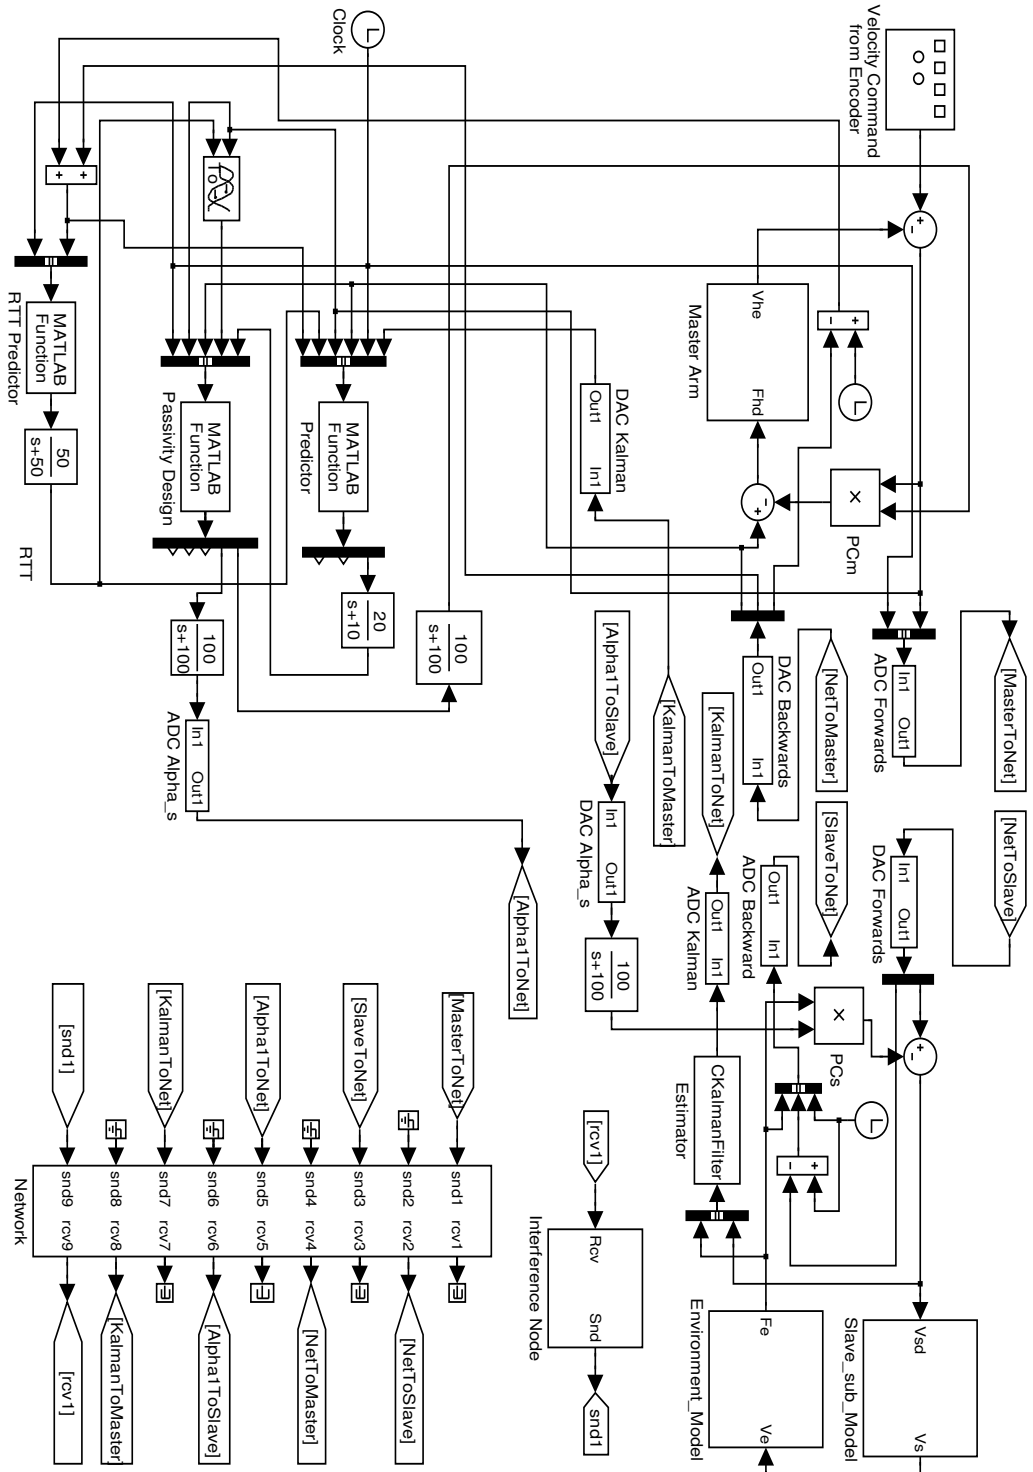 [MasterToNet]
[NetToSlave]
In1 Out1
ADC Forwards
In1 Out1
DAC Forwards
Velocity Command
from Encoder
+
-
×
PCm
+
-
Vsd Vs
Slave_sub_Model
+
-
[NetToMaster]
[SlaveToNet]
×
PCs
+
-
Vhe Fhd
Master Arm
-
+
Out1 In1
DAC Backwards
Out1 In1
ADC Backward
Fe Ve
Environment_Model
[KalmanToNet]
Out1 In1
ADC Kalman
CKalmanFilter
Estimator
[KalmanToMaster]
Out1 In1
DAC Kalman
[Alpha1ToSlave]
In1 Out1
DAC Alpha_s
100
s+100
[rcv1]
Rcv Snd
Interference Node
snd1
[Alpha1ToNet]
100
s+100
Clock
MATLAB
Function
Predictor
20
s+10
To
MATLAB
Function
Passivity Design
100
s+100
In1 Out1
ADC Alpha_s
+
+
MATLAB
Function
RTT Predictor
50
s+50
RTT
[MasterToNet]
snd1 rcv1
snd2 rcv2
[NetToSlave]
[SlaveToNet]
snd3 rcv3
snd4 rcv4
[NetToMaster]
[Alpha1ToNet]
snd5 rcv5
snd6 rcv6
[Alpha1ToSlave]
[KalmanToNet]
snd7 rcv7
snd8 rcv8
[KalmanToMaster]
[snd1]
snd9 rcv9
[rcv1]
Network